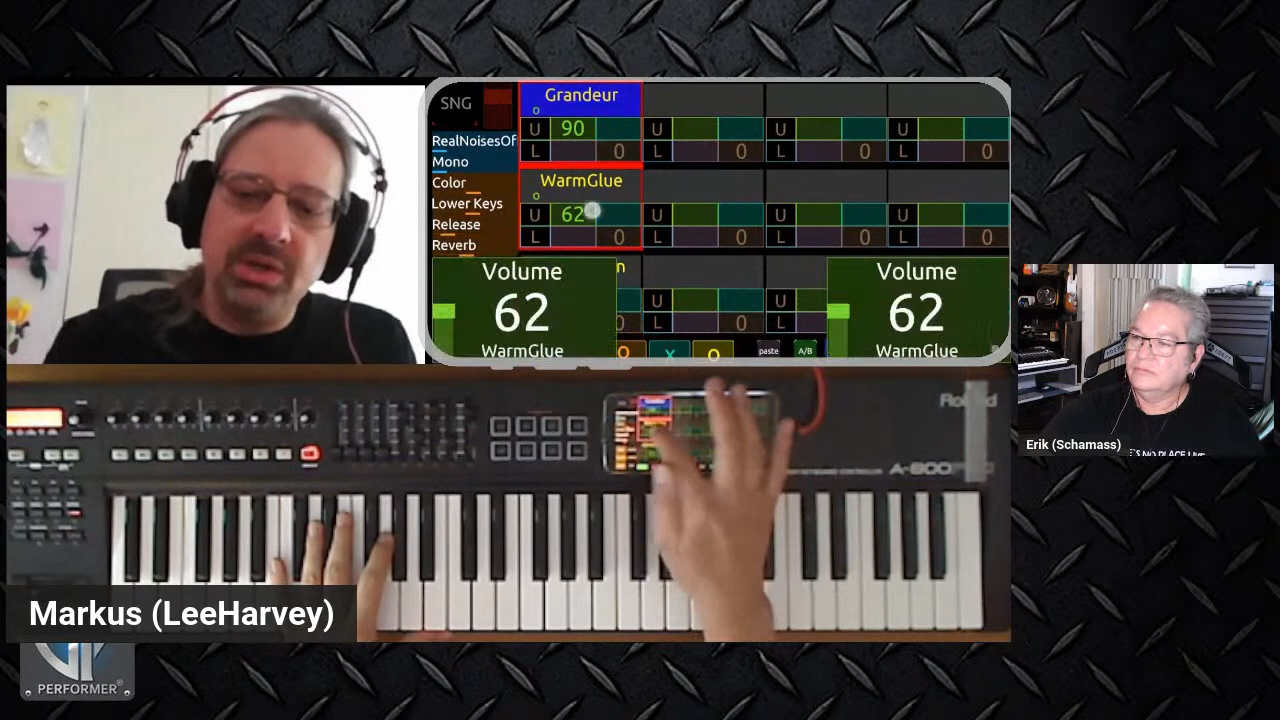 SNG
Grandeur
o
U 90 U U U
L 0 L 0 L 0 L 0
RealNoisesOf
Mono
Color
Lower Keys
Release
Reverb
WarmGlue
o
U 62 U U U
L 0 L 0 L 0 L 0
n
U U
L 0 L
Volume
62
WarmGlue
Volume
62
WarmGlue
O X O paste A/B
Roland
A-800
Markus (LeeHarvey)
Erik (Schamass)
PERFORMER®